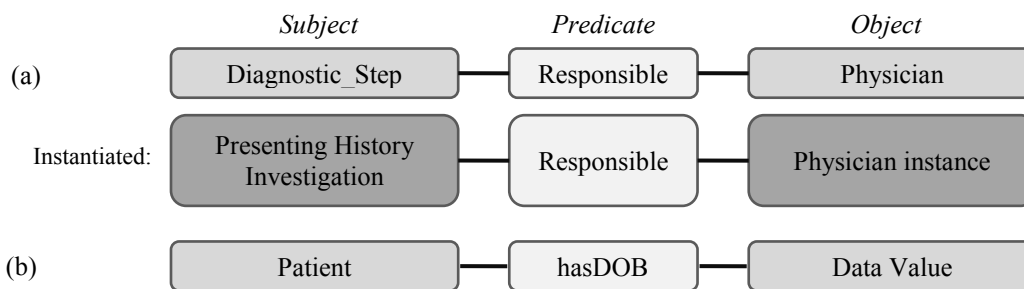 Subject Predicate Object
(a) Diagnostic_Step Responsible Physician
Instantiated: Presenting History Investigation Responsible Physician instance
(b) Patient hasDOB Data Value